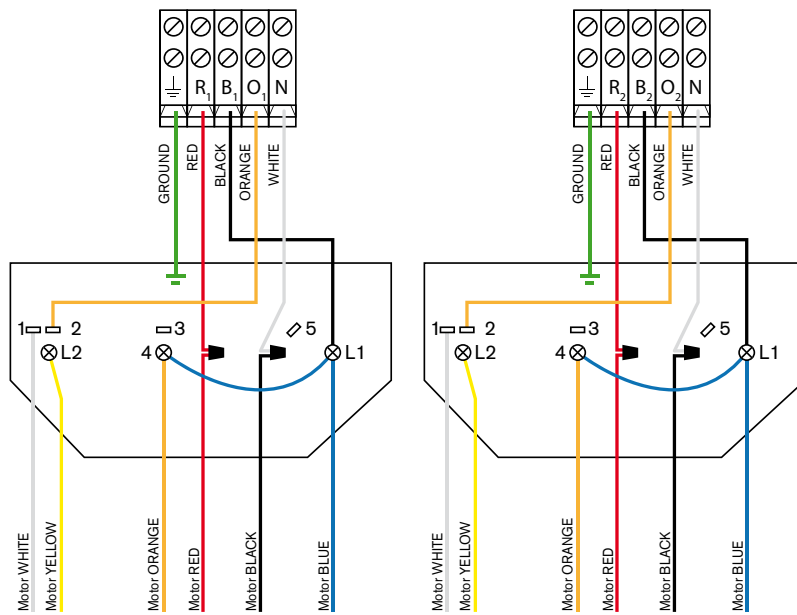 R1 B1 O1 N
R2 B2 O2 N
GROUND
RED
BLACK
ORANGE
WHITE
GROUND
RED
BLACK
ORANGE
WHITE
1 2 3 5
L2 4 L1
1 2 3 5
L2 4 L1
Motor WHITE
Motor YELLOW
Motor ORANGE
Motor RED
Motor BLACK
Motor BLUE
Motor WHITE
Motor YELLOW
Motor ORANGE
Motor RED
Motor BLACK
Motor BLUE